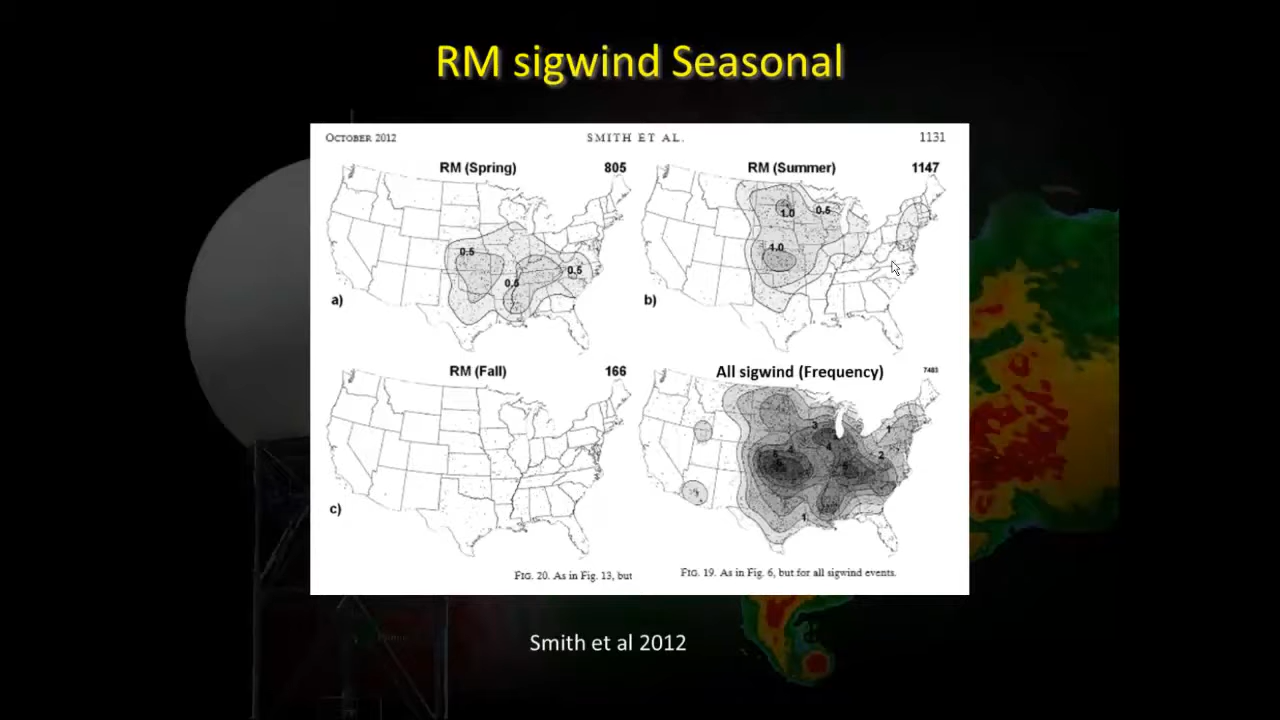 RM sigwind Seasonal
OCTOBER 2012 SMITH ET AL. 1131
RM (Spring) 805
0.5
0.5
0.5
a)
RM (Summer) 1147
1.0
0.5
1.0
b)
RM (Fall) 166
c)
All sigwind (Frequency) 7483
3
4
1
2
1
FIG. 20. As in Fig. 13, but
FIG. 19. As in Fig. 6, but for all sigwind events.
Smith et al 2012